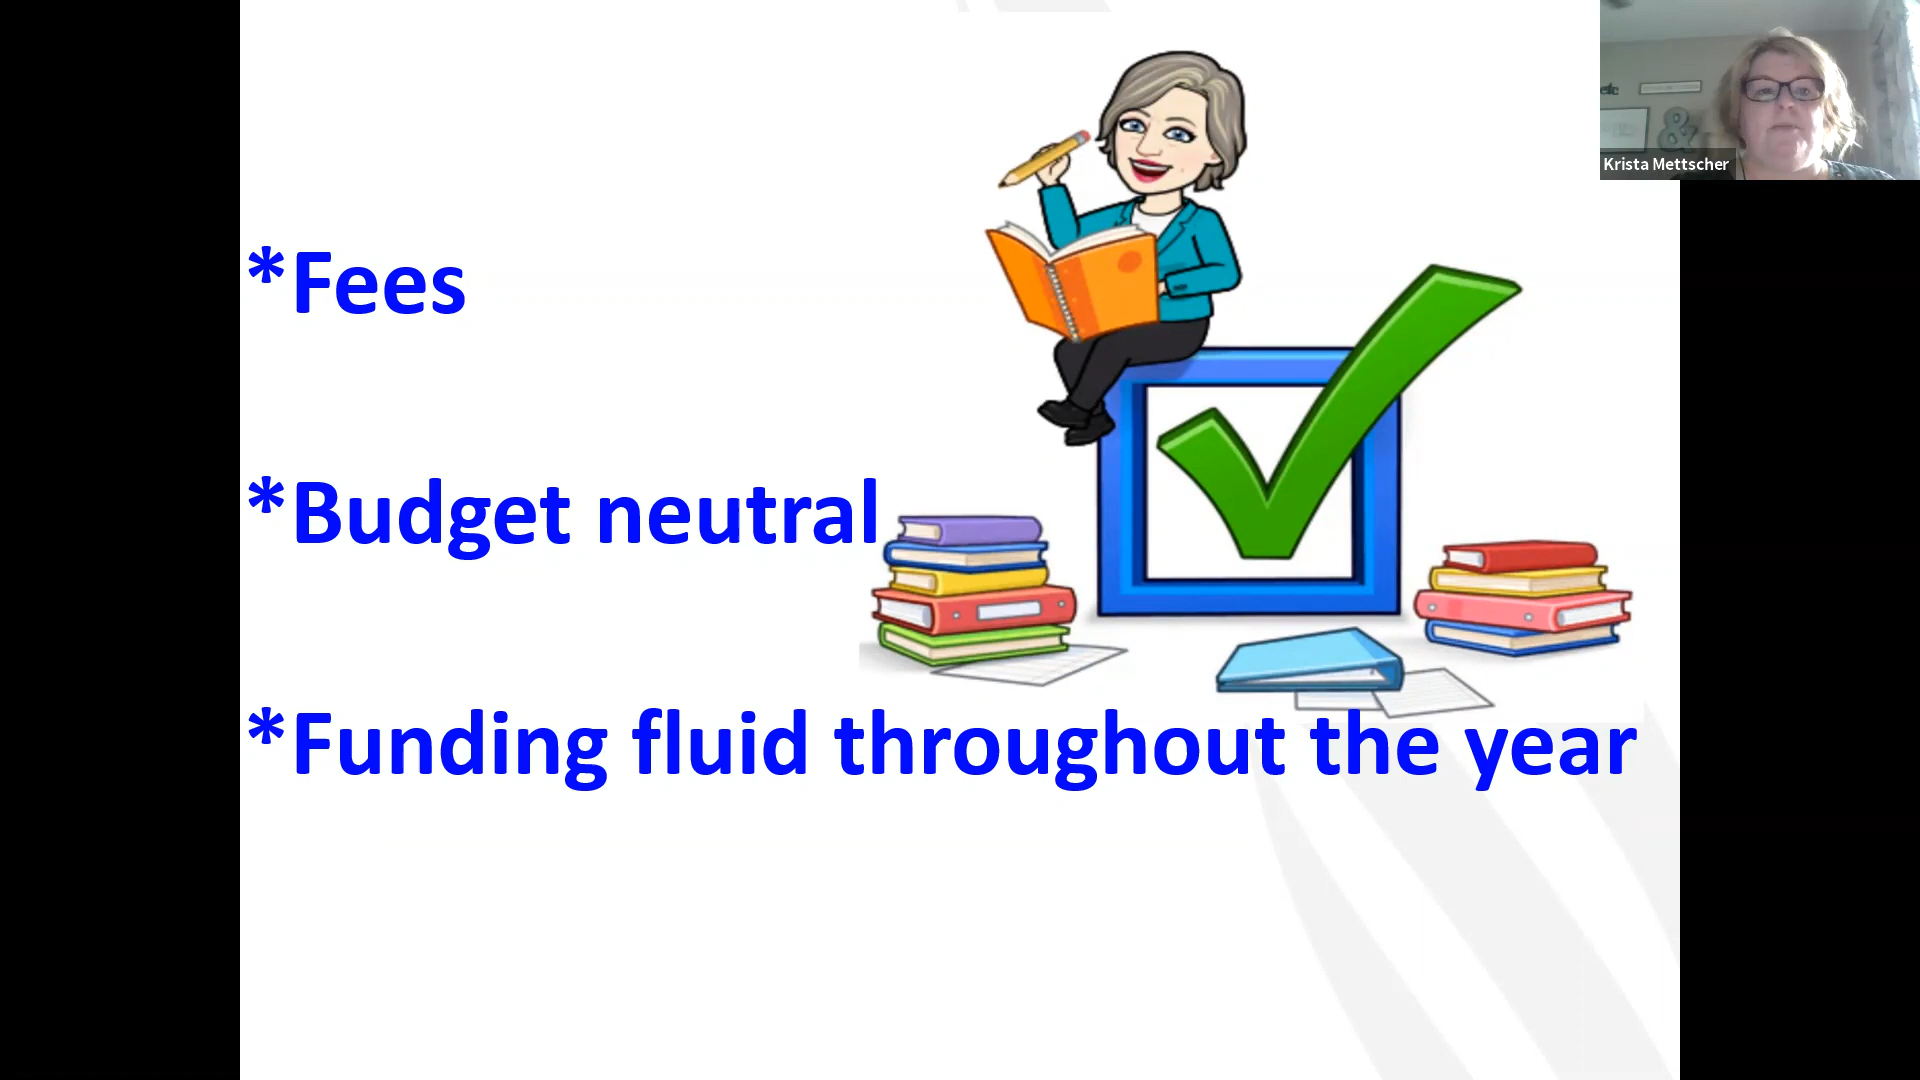 Krista Mettscher
*Fees
*Budget neutral
*Funding fluid throughout the year
&